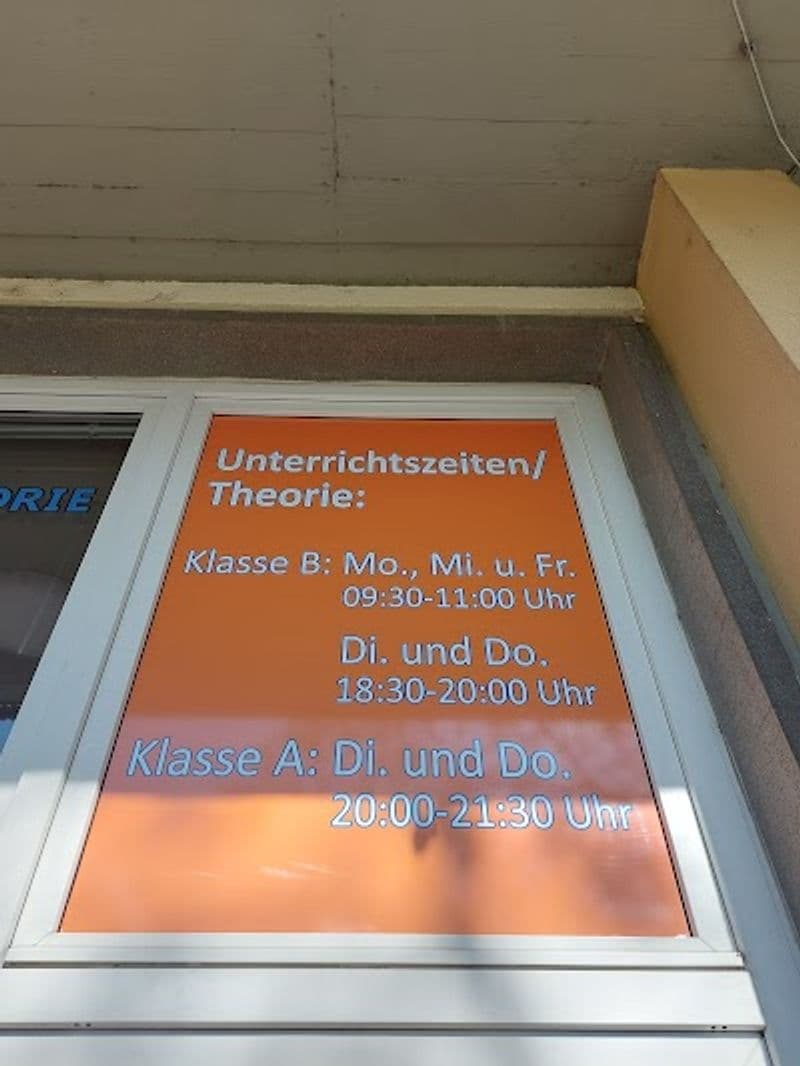 ORIE
Unterrichtszeiten/
Theorie:
Klasse B: Mo., Mi. u. Fr.
09:30-11:00 Uhr
Di. und Do.
18:30-20:00 Uhr
Klasse A: Di. und Do.
20:00-21:30 Uhr